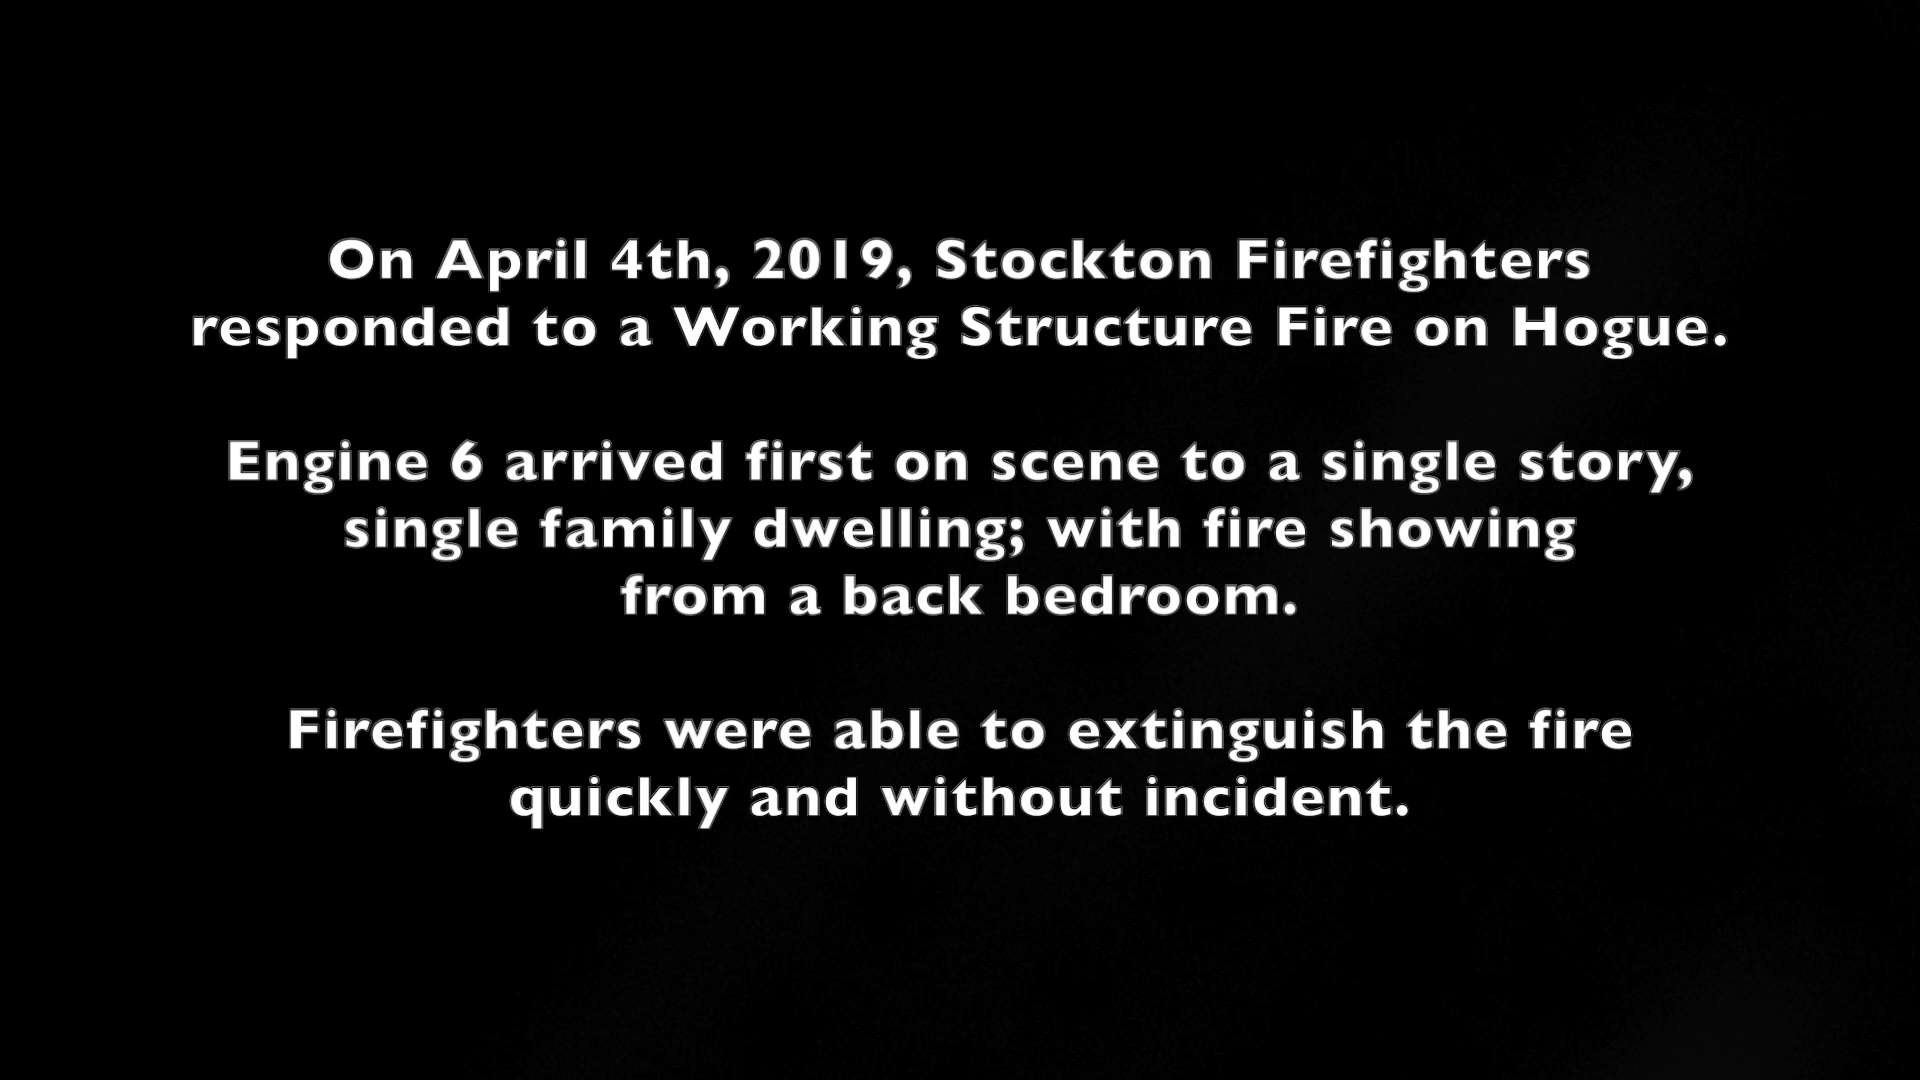 On April 4th, 2019, Stockton Firefighters
responded to a Working Structure Fire on Hogue.
Engine 6 arrived first on scene to a single story,
single family dwelling; with fire showing
from a back bedroom.
Firefighters were able to extinguish the fire
quickly and without incident.